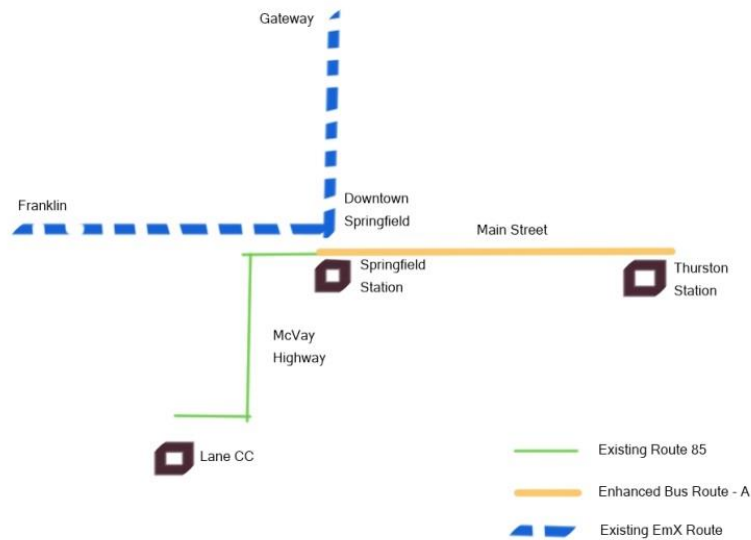 Gateway
Franklin
Downtown
Springfield
Main Street
Springfield
Station
Thurston
Station
McVay
Highway
Lane CC
Existing Route 85
Enhanced Bus Route - A
Existing EmX Route